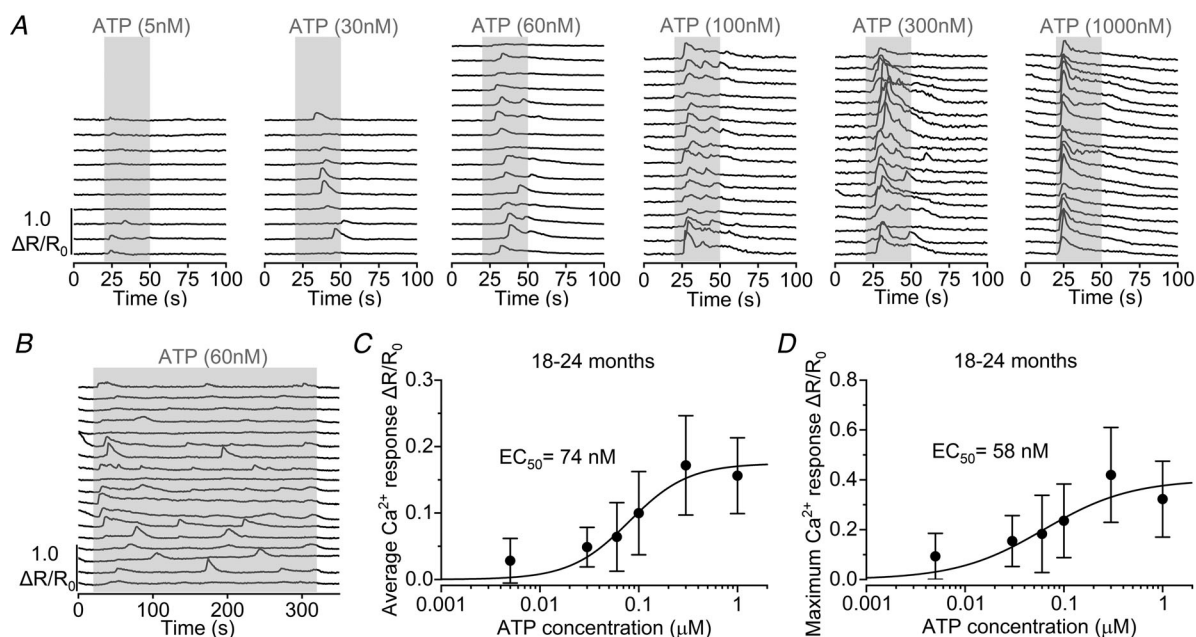 A
ATP (5nM) ATP (30nM) ATP (60nM) ATP (100nM) ATP (300nM) ATP (1000nM)
1.0
ΔR/R₀
0 25 50 75 100 0 25 50 75 100 0 25 50 75 100 0 25 50 75 100 0 25 50 75 100 0 25 50 75 100
Time (s) Time (s) Time (s) Time (s) Time (s) Time (s)
B
ATP (60nM)
1.0
ΔR/R₀
0 100 200 300
Time (s)
C
18-24 months
Average Ca²⁺ response ΔR/R₀
0.3
0.2
0.1
0.0
EC₅₀= 74 nM
0.001 0.01 0.1 1
ATP concentration (μM)
D
18-24 months
Maximum Ca²⁺ response ΔR/R₀
0.8
0.6
0.4
0.2
0.0
EC₅₀= 58 nM
0.001 0.01 0.1 1
ATP concentration (μM)